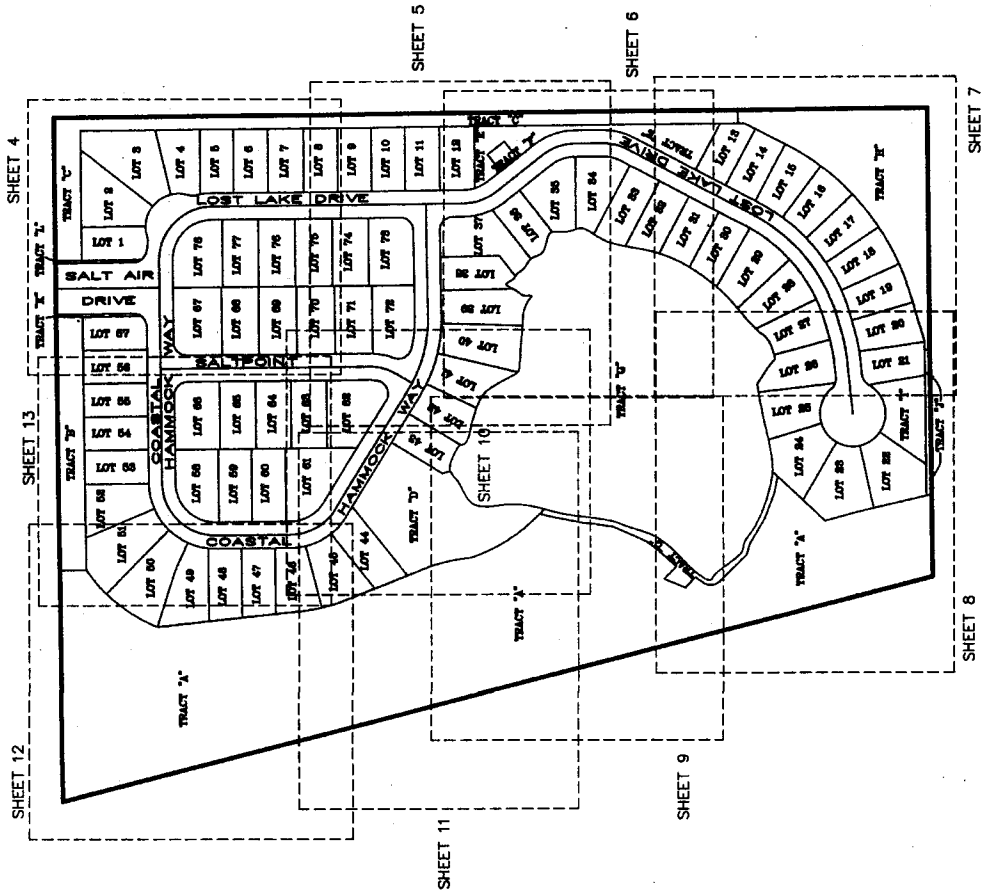 SHEET 4
SHEET 5
SHEET 6
SHEET 7
SHEET 8
SHEET 9
SHEET 10
SHEET 11
SHEET 12
SHEET 13
TRACT "L"
TRACT "C"
TRACT "K"
TRACT "B"
SALT AIR
DRIVE
LOT 1
LOT 2
LOT 3
LOT 4
LOT 5
LOT 6
LOT 7
LOT 8
LOT 9
LOT 10
LOT 11
LOT 12
LOST LAKE DRIVE
TRACT "C"
LOT 78
LOT 77
LOT 76
LOT 75
LOT 74
LOT 73
LOT 67
LOT 68
LOT 69
LOT 70
LOT 71
LOT 72
SALTPOINT
WAY
COASTAL
HAMMOCK
LOT 57
LOT 56
LOT 55
LOT 54
LOT 53
LOT 52
LOT 51
LOT 50
LOT 49
LOT 48
LOT 47
LOT 46
LOT 45
LOT 44
LOT 66
LOT 65
LOT 64
LOT 63
LOT 62
LOT 58
LOT 59
LOT 60
LOT 61
COASTAL
HAMMOCK
WAY
TRACT "D"
LOT 43
LOT 42
LOT 40
LOT 39
LOT 38
LOT 37
LOT 36
LOT 35
LOT 34
LOT 33
LOT 32
LOT 31
LOT 30
LOT 29
LOT 28
LOT 27
LOT 26
LOT 25
LOT 24
LOT 23
LOT 22
LOST
LAKE
DRIVE
LOT 13
LOT 14
LOT 15
LOT 16
LOT 17
LOT 18
LOT 19
LOT 20
LOT 21
TRACT "H"
TRACT "J"
TRACT "G"
TRACT "A"
TRACT "A"
TRACT "A"